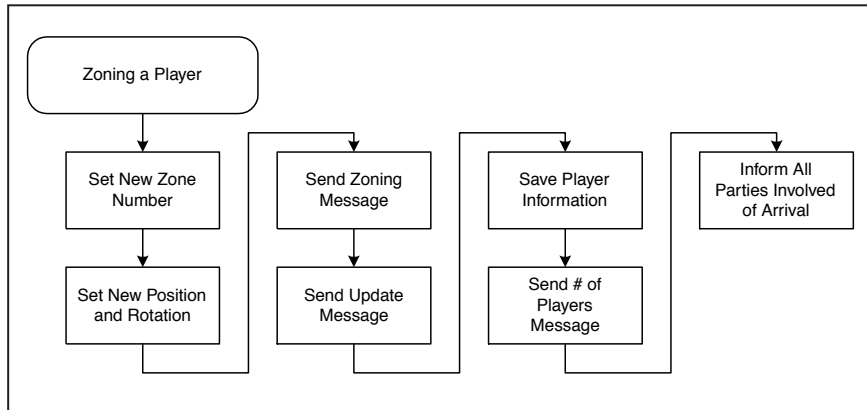 Zoning a Player
Set New Zone
Number
Set New Position
and Rotation
Send Zoning
Message
Send Update
Message
Save Player
Information
Send # of
Players
Message
Inform All
Parties Involved
of Arrival